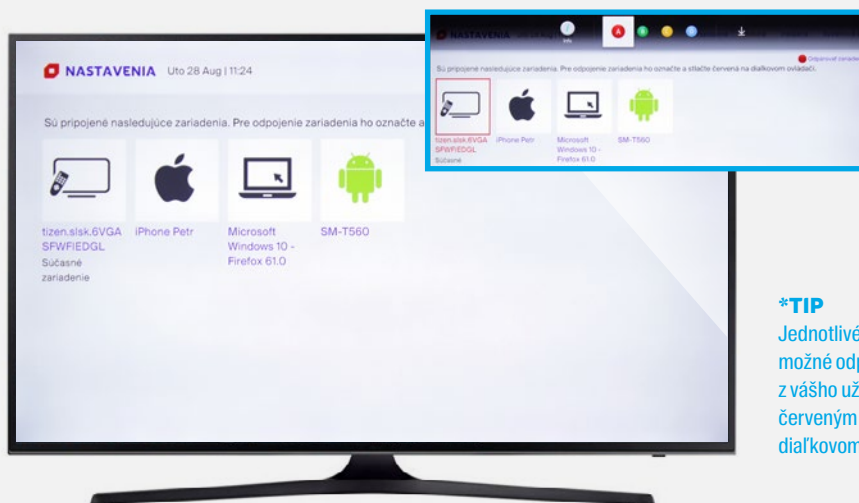 NASTAVENIA Uto 28 Aug | 11:24
Sú pripojené nasledujúce zariadenia. Pre odpojenie zariadenia ho označte a
tizen.slsk.6VGA
SFWFIEDGL
Súčasné
zariadenie
iPhone Petr
Microsoft
Windows 10 -
Firefox 61.0
SM-T560
NASTAVENIA
Info
A
Odpárovať
Sú pripojené nasledujúce zariadenia. Pre odpojenie zariadenia ho označte a stlačte červená na diaľkovom ovládači.
tizen.slsk.6VGA
SFWFIEDGL
Súčasné
iPhone Petr
Microsoft
Windows 10 -
Firefox 61.0
SM-T560
*TIP
Jednotlivé
možné
z vášho
červeným